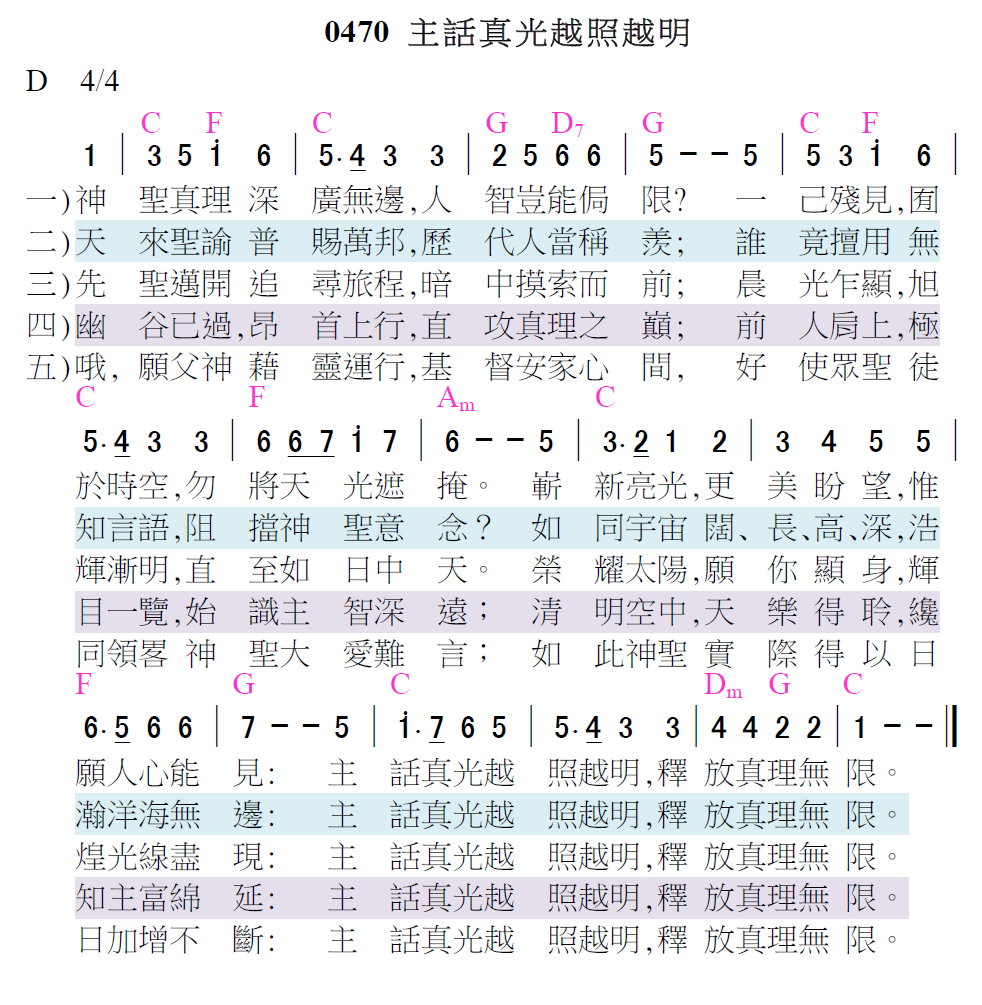 0470 主話真光越照越明
D 4/4
C F C G D7 G C F
1 | 3 5 i 6 | 5. 4 3 3 | 2 5 6 6 | 5 - - 5 | 5 3 i 6 |
一)神 聖真理 深 廣無邊,人 智豈能侷 限? 一 己殘見,囿
二)天 來聖諭 普 賜萬邦,歷 代人當稱 羨; 誰 竟擅用 無
三)先 聖邁開 追 尋旅程,暗 中摸索而 前; 晨 光乍顯,旭
四)幽 谷已過,昂 首上行,直 攻真理之 巔; 前 人肩上,極
五)哦, 願父神 藉 靈運行,基 督安家心 間, 好 使眾聖 徒
C F Am C
5. 4 3 3 | 6 6 7 i 7 | 6 - - 5 | 3. 2 1 2 | 3 4 5 5 |
於時空,勿 將天 光遮 掩。 嶄 新亮光,更 美 盼 望,惟
知言語,阻 擋神 聖意 念? 如 同宇宙 闊、長、高、深,浩
輝漸明,直 至如 日中 天。 榮 耀太陽,願 你 顯 身,輝
目一覽,始 識主 智深 遠; 清 明空中,天 樂 得 聆,纔
同領畧 神 聖大 愛難 言; 如 此神聖 實 際 得 以 日
F G C Dm G C
6. 5 6 6 | 7 - - 5 | i. 7 6 5 | 5. 4 3 3 | 4 4 2 2 | 1 - - ‖
願人心能 見: 主 話真光越 照越明,釋 放真理無 限。
瀚洋海無 邊: 主 話真光越 照越明,釋 放真理無 限。
煌光線盡 現: 主 話真光越 照越明,釋 放真理無 限。
知主富綿 延: 主 話真光越 照越明,釋 放真理無 限。
日加增不 斷: 主 話真光越 照越明,釋 放真理無 限。